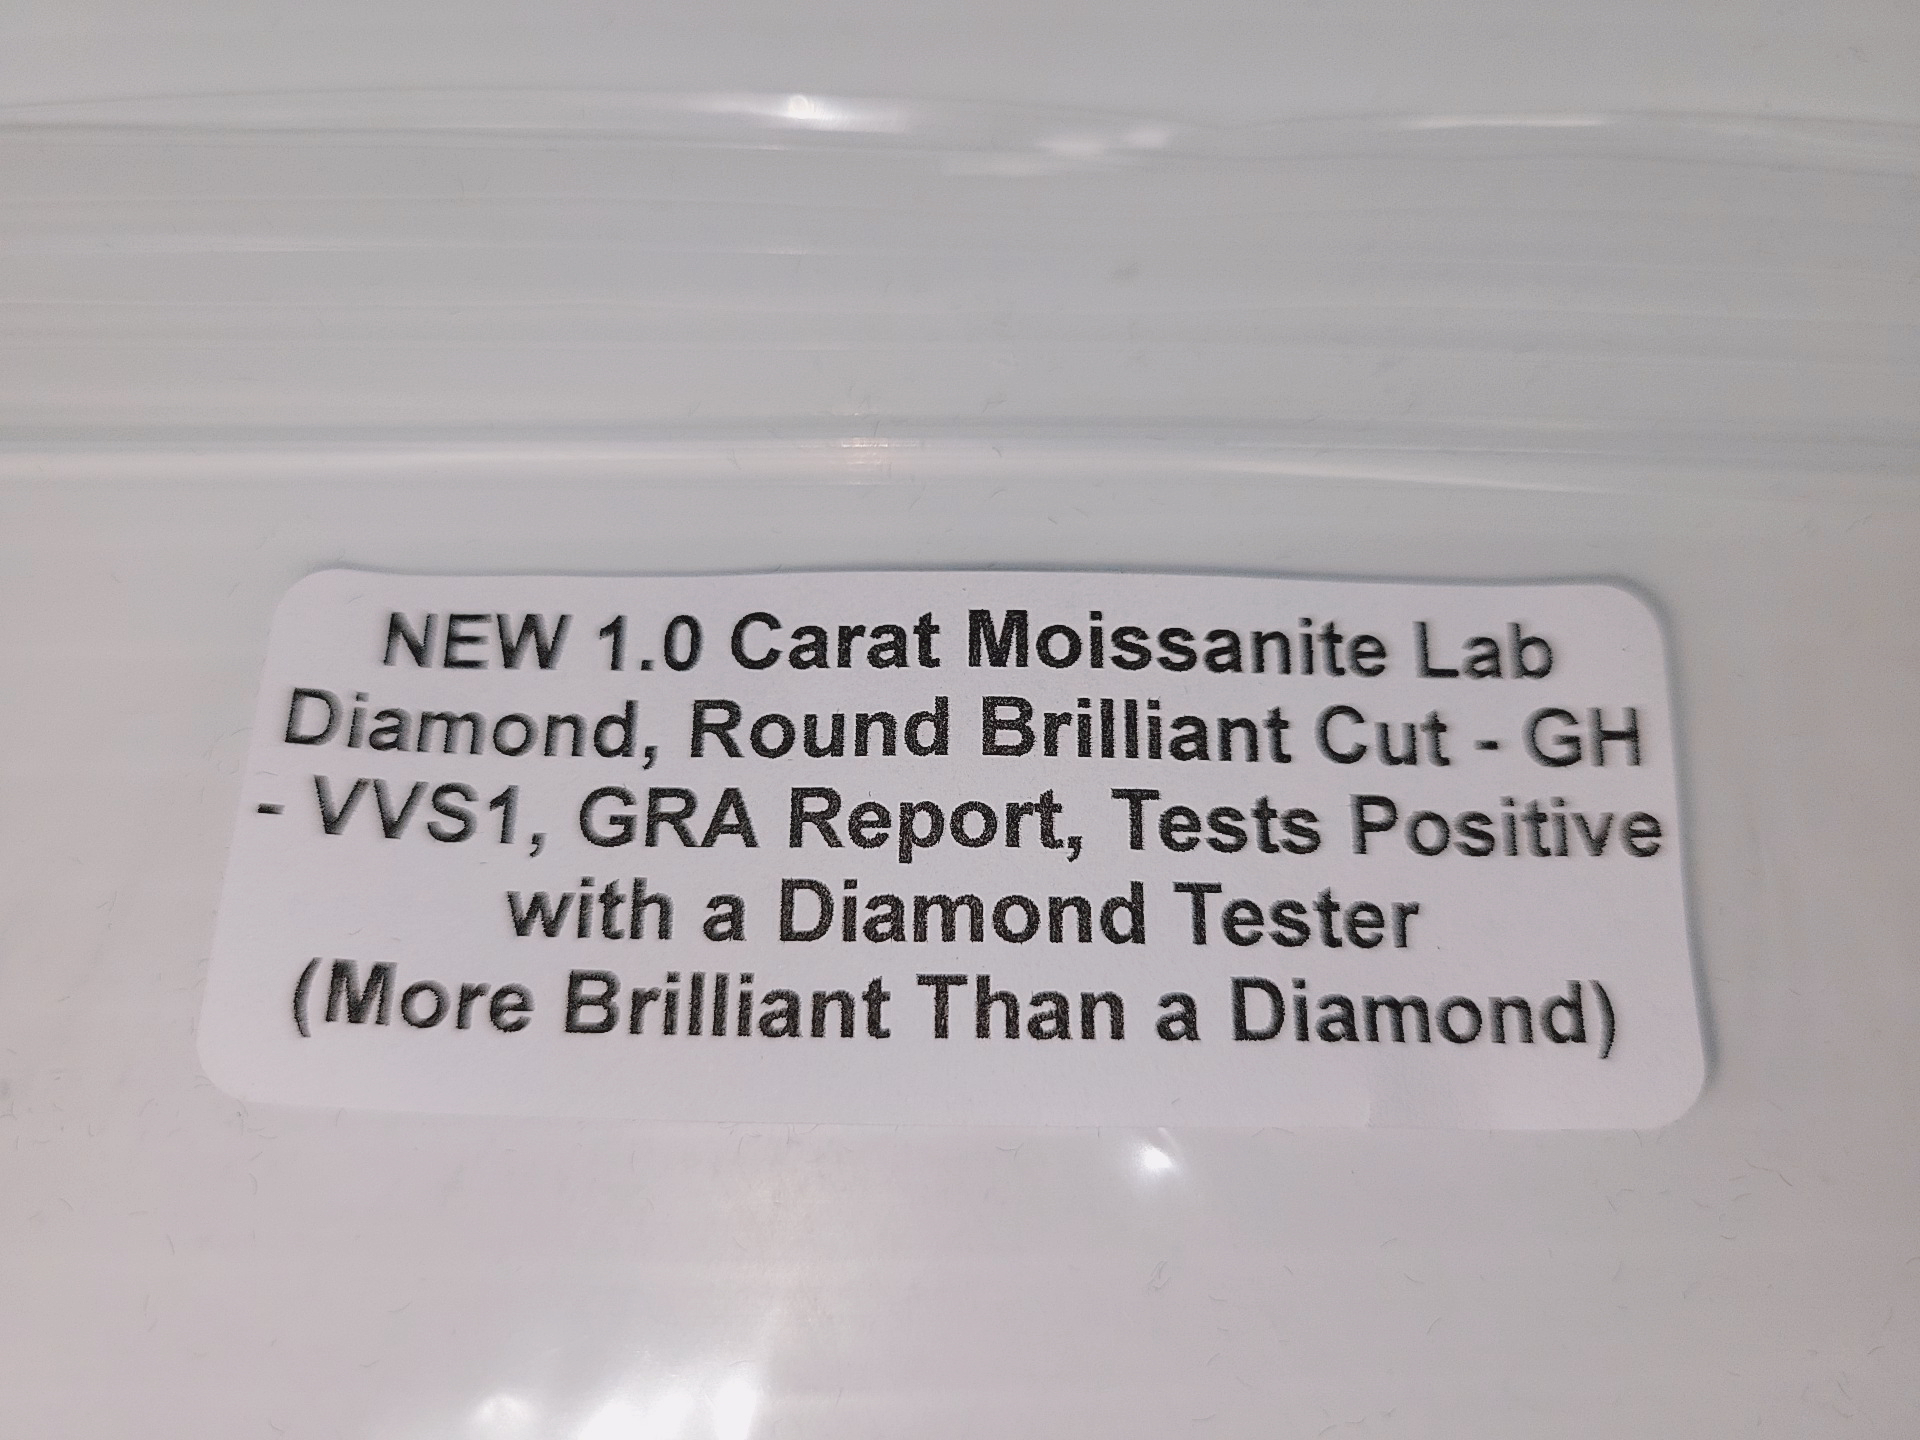 NEW 1.0 Carat Moissanite Lab
Diamond, Round Brilliant Cut - GH
- VVS1, GRA Report, Tests Positive
with a Diamond Tester
(More Brilliant Than a Diamond)